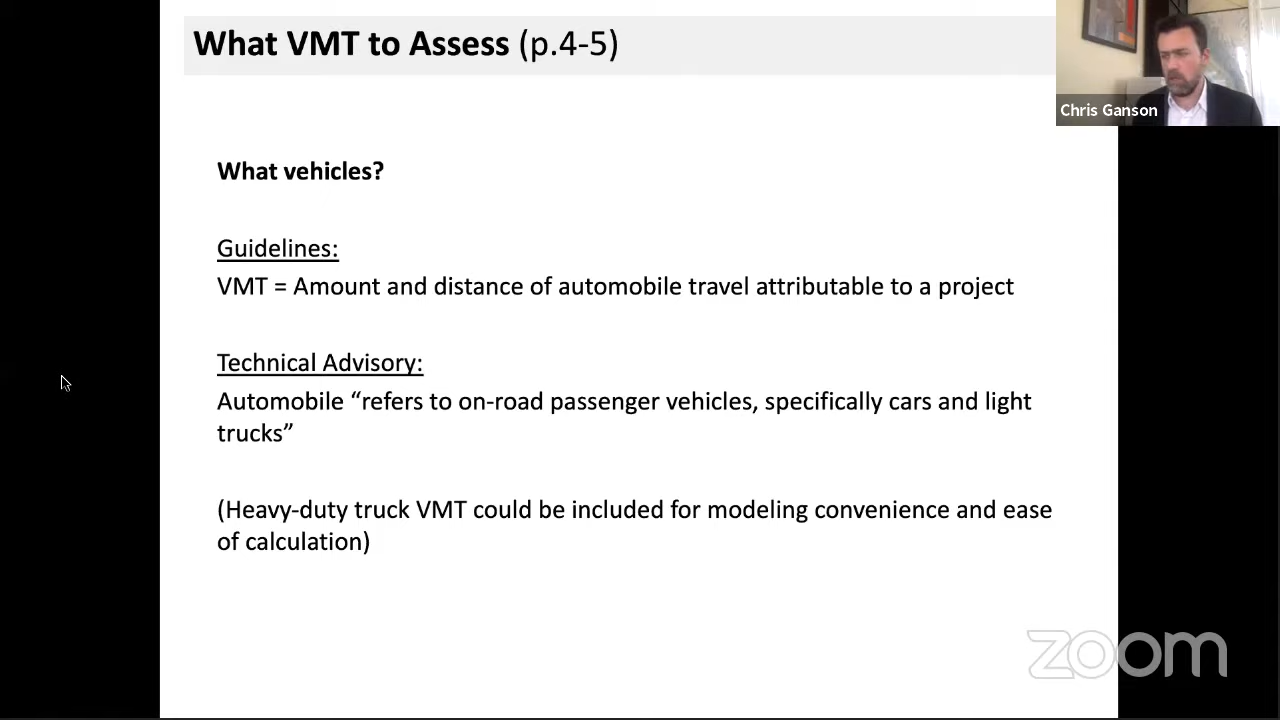 What VMT to Assess (p.4-5)
Chris Ganson
What vehicles?
Guidelines:
VMT = Amount and distance of automobile travel attributable to a project
Technical Advisory:
Automobile “refers to on-road passenger vehicles, specifically cars and light
trucks”
(Heavy-duty truck VMT could be included for modeling convenience and ease
of calculation)
zoom